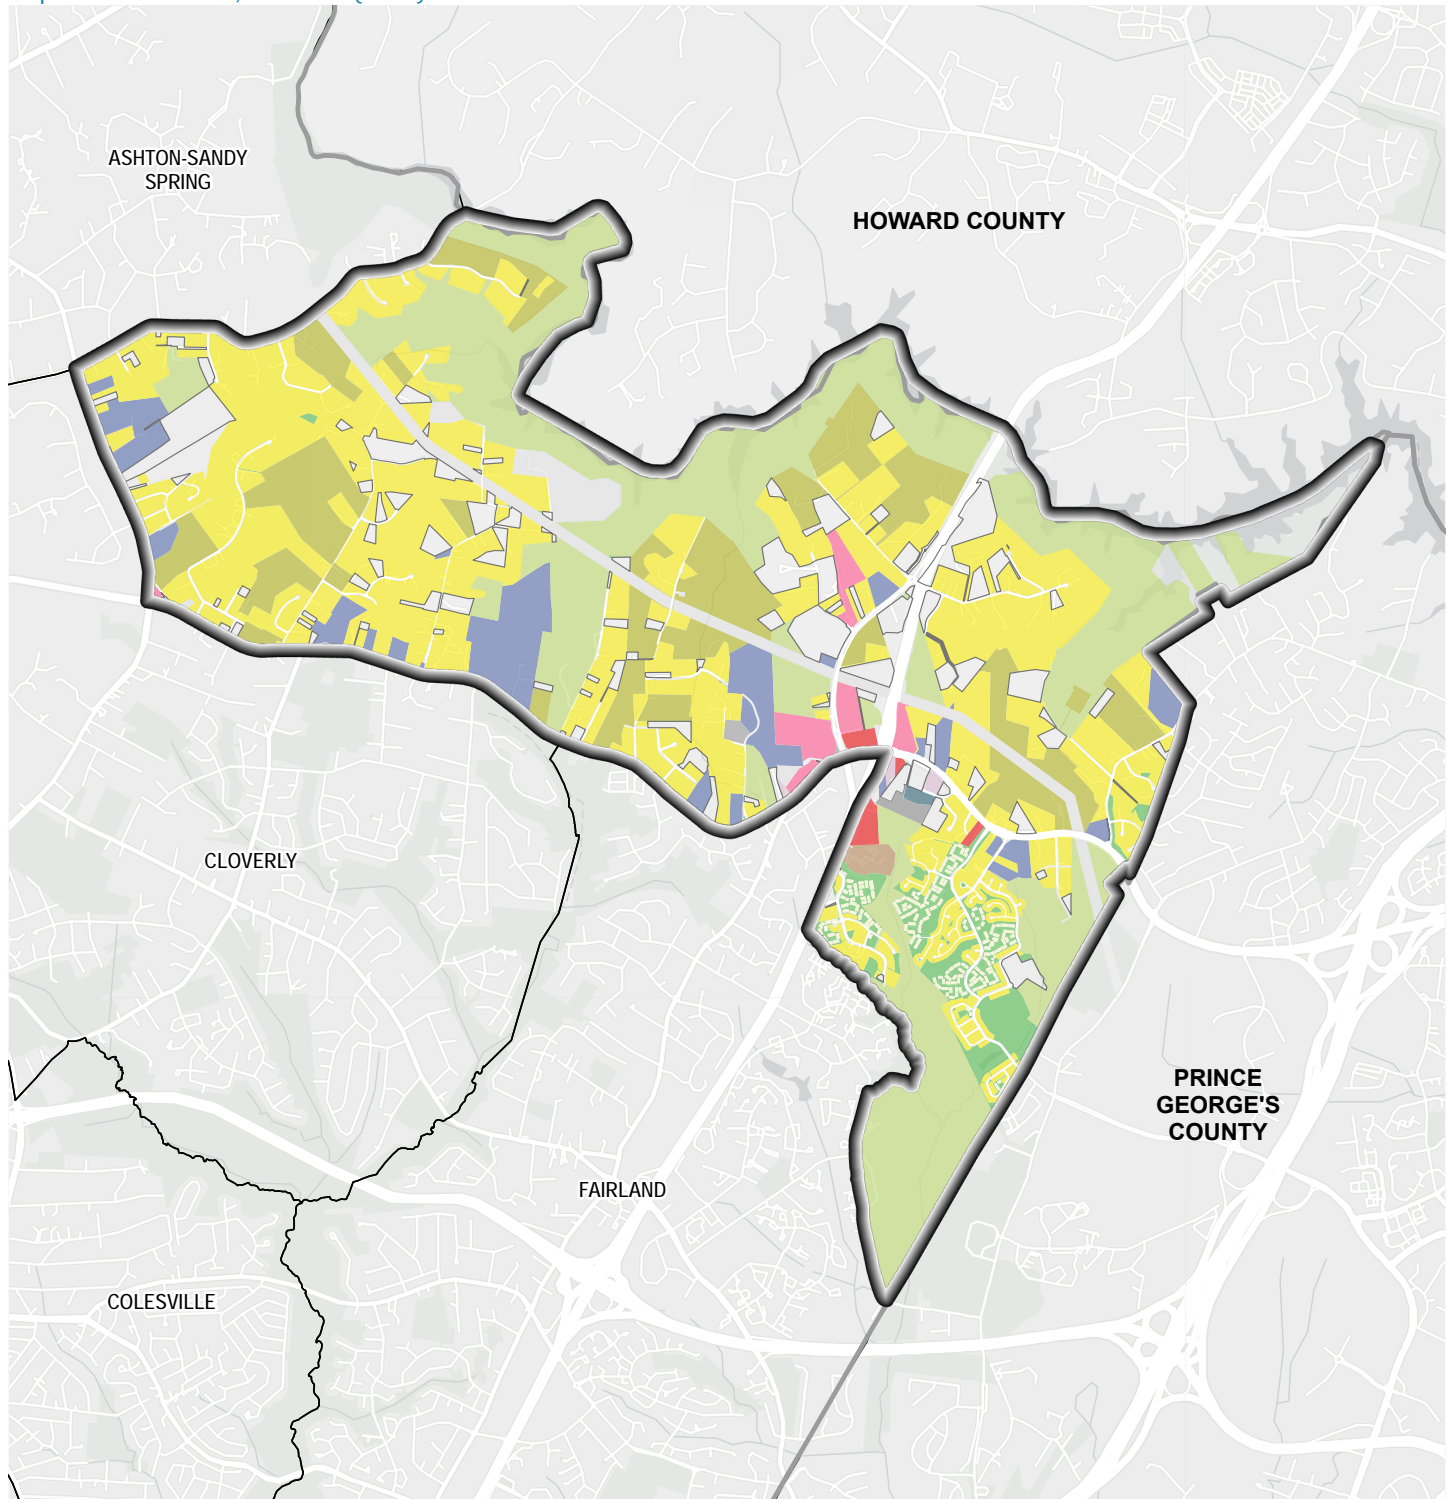 ASHTON-SANDY
SPRING
HOWARD COUNTY
CLOVERLY
PRINCE
GEORGE'S
COUNTY
FAIRLAND
COLESVILLE